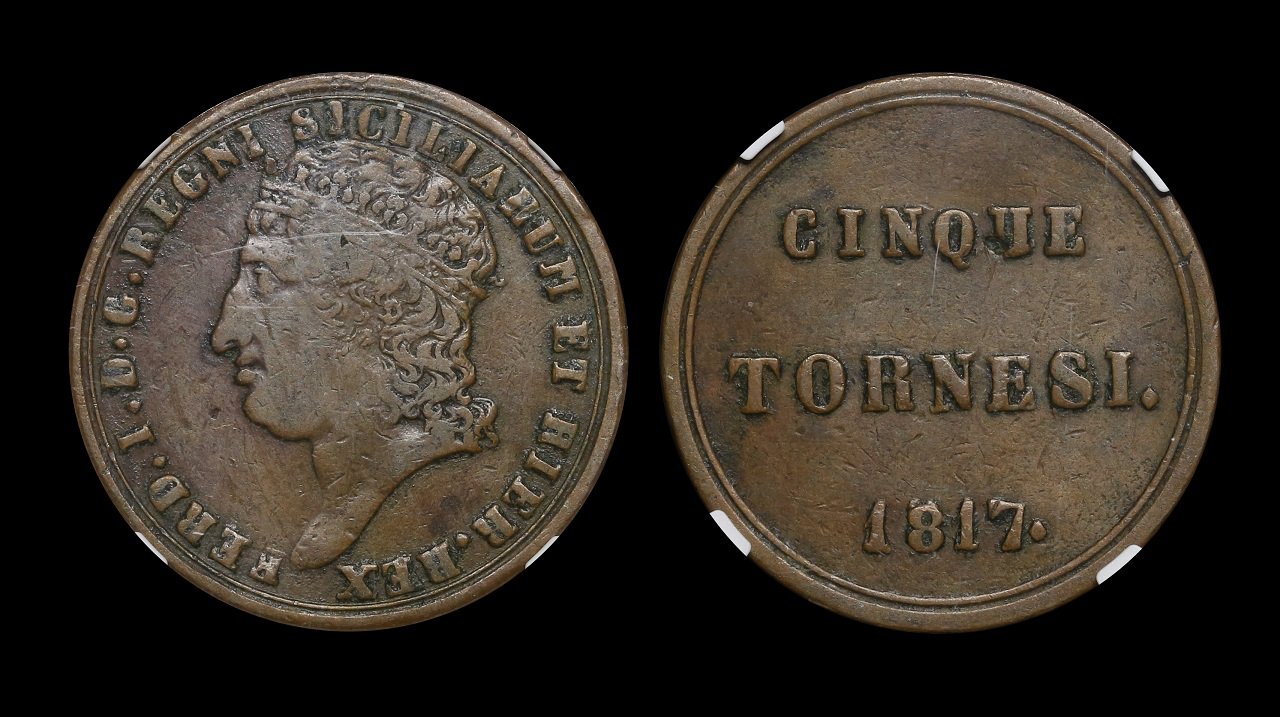 FERD. I. D. G. REGNI SICILIARUM ET HIER. REX
CINQUE
TORNESI.
1817.